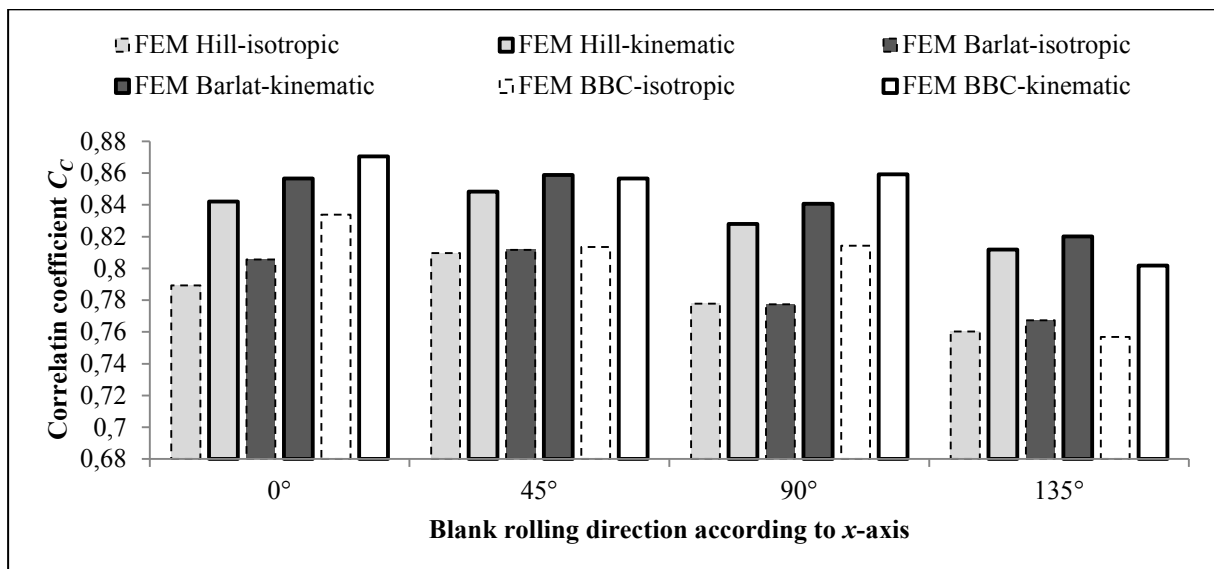 FEM Hill-isotropic FEM Hill-kinematic FEM Barlat-isotropic
FEM Barlat-kinematic FEM BBC-isotropic FEM BBC-kinematic
Correlatin coefficient C_C
0,88
0,86
0,84
0,82
0,8
0,78
0,76
0,74
0,72
0,7
0,68
0° 45° 90° 135°
Blank rolling direction according to x-axis